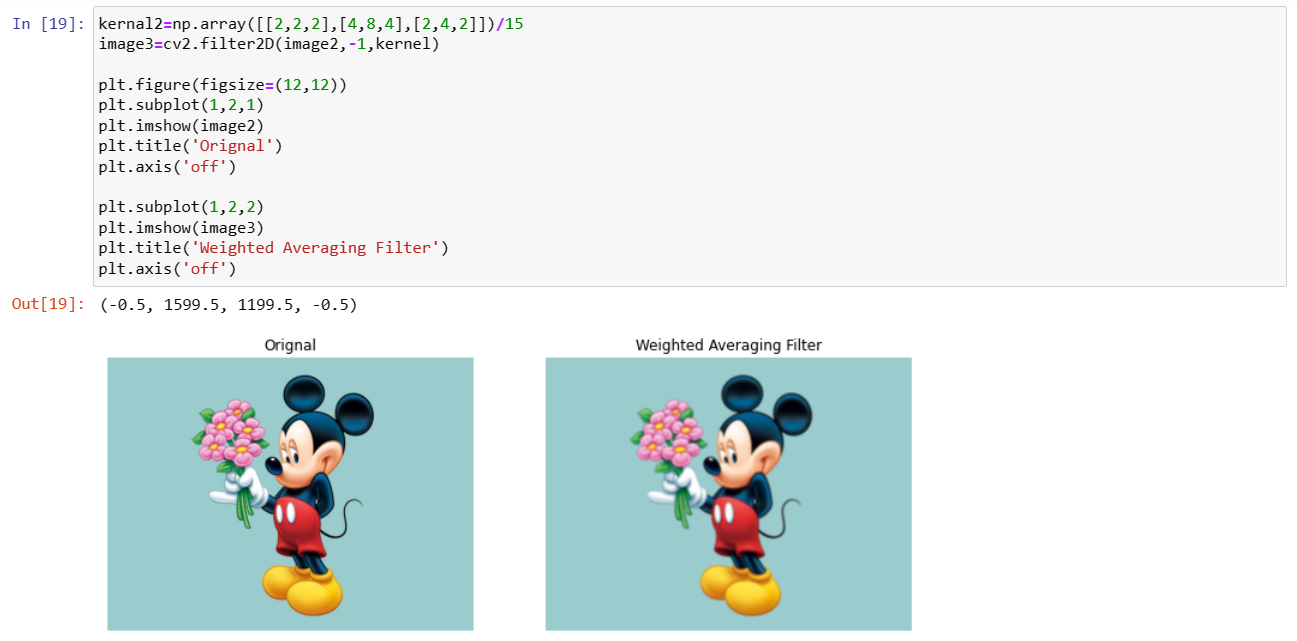 In [19]: kernal2=np.array([[2,2,2],[4,8,4],[2,4,2]])/15
image3=cv2.filter2D(image2,-1,kernel)
plt.figure(figsize=(12,12))
plt.subplot(1,2,1)
plt.imshow(image2)
plt.title('Orignal')
plt.axis('off')
plt.subplot(1,2,2)
plt.imshow(image3)
plt.title('Weighted Averaging Filter')
plt.axis('off')
Out[19]: (-0.5, 1599.5, 1199.5, -0.5)
Orignal
Weighted Averaging Filter